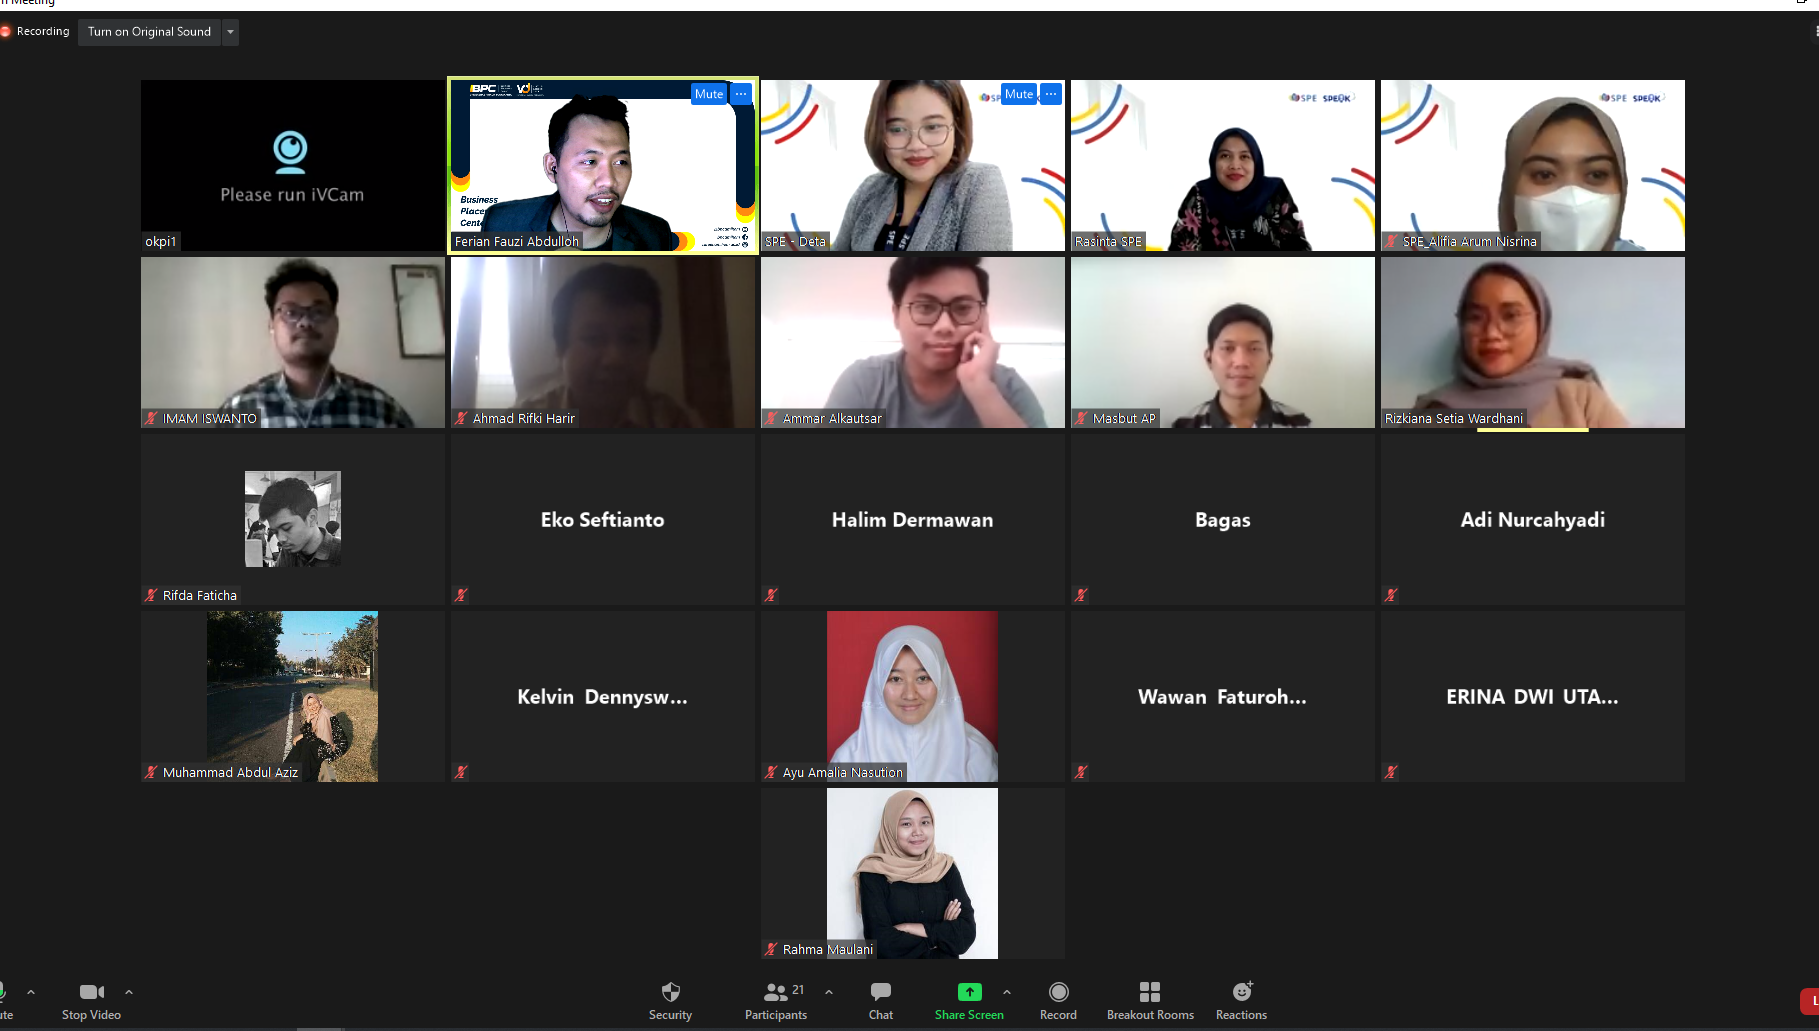 n Meeting
Recording
Turn on Original Sound
Please run iVCam
okpi1
BPC
Mute
Business
Place
Cente
Ferian Fauzi Abdulloh
SP
Mute
SPE - Deta
SPE SPEQK
Rasinta SPE
SPE SPEQK
SPE_Alifia Arum Nisrina
IMAM ISWANTO
Ahmad Rifki Harir
Ammar Alkautsar
Masbut AP
Rizkiana Setia Wardhani
Rifda Faticha
Eko Seftianto
Halim Dermawan
Bagas
Adi Nurcahyadi
Muhammad Abdul Aziz
Kelvin Dennysw...
Ayu Amalia Nasution
Wawan Faturoh...
ERINA DWI UTA...
Rahma Maulani
ute
Stop Video
Security
21
Participants
Chat
Share Screen
Record
Breakout Rooms
Reactions
L